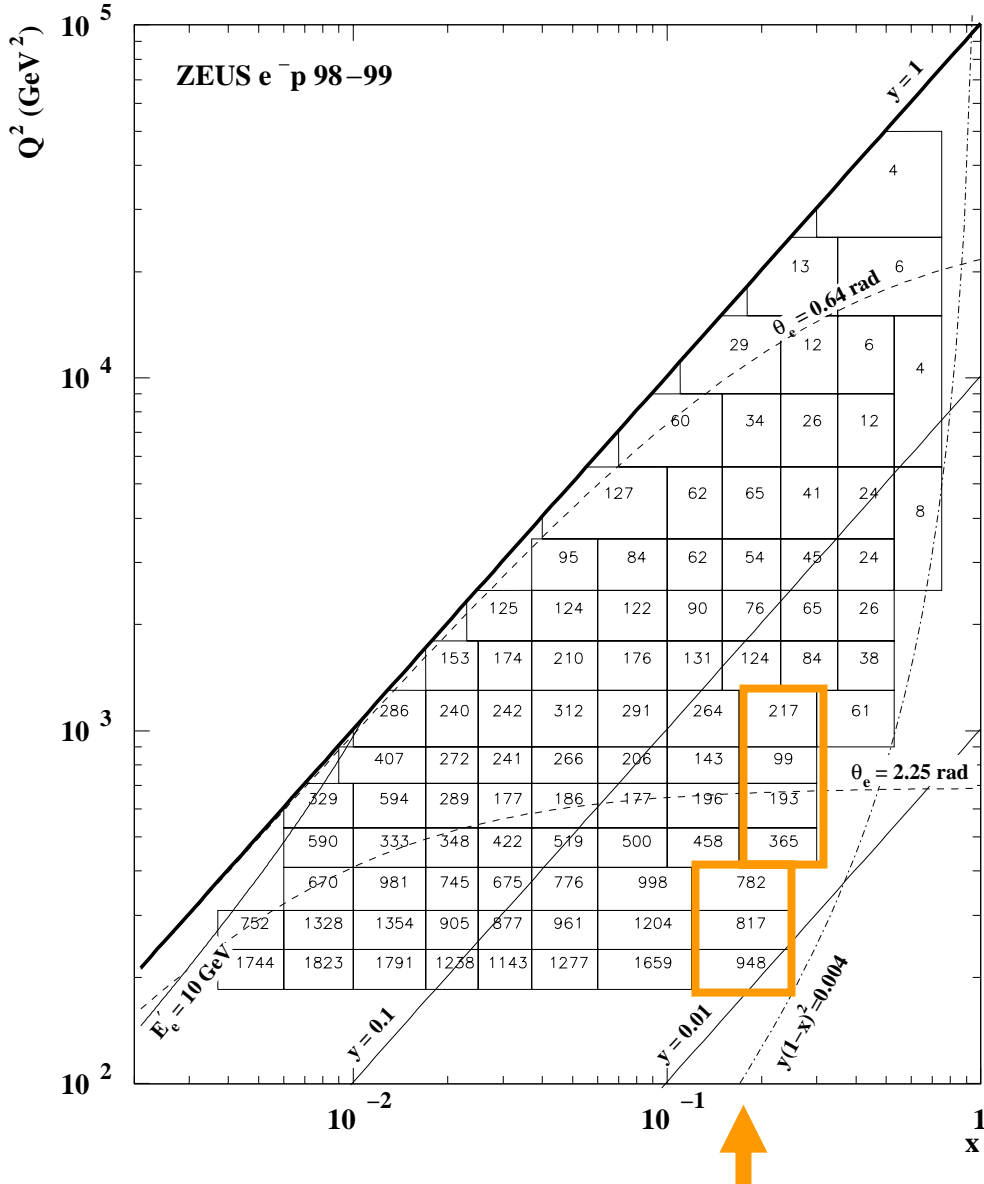 10^5
Q^2 (GeV^2)
ZEUS e^-p 98-99
y = 1
4
13 6
θ_e = 0.64 rad
29 12 6
4
10^4
60 34 26 12
127 62 65 41 24
8
95 84 62 54 45 24
125 124 122 90 76 65 26
153 174 210 176 131 124 84 38
286 240 242 312 291 264 217 61
10^3
407 272 241 266 206 143 99
θ_e = 2.25 rad
329 594 289 177 186 177 196 193
590 333 348 422 519 500 458 365
670 981 745 675 776 998 782
752 1328 1354 905 877 961 1204 817
1744 1823 1791 1238 1143 1277 1659 948
E'_e = 10 GeV
y = 0.1
y = 0.01
y(1-x)^2=0.004
10^2
10^-2 10^-1 1
x